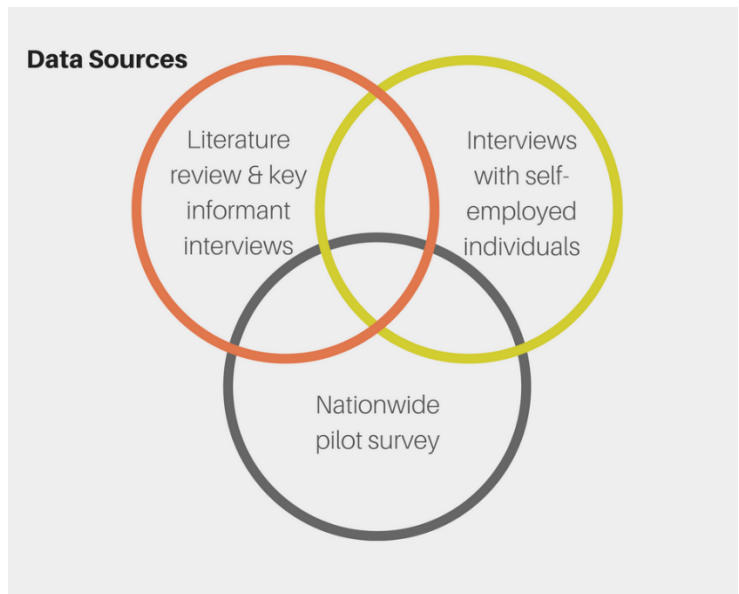 Data Sources
Literature
review & key
informant
interviews
Interviews
with self-
employed
individuals
Nationwide
pilot survey